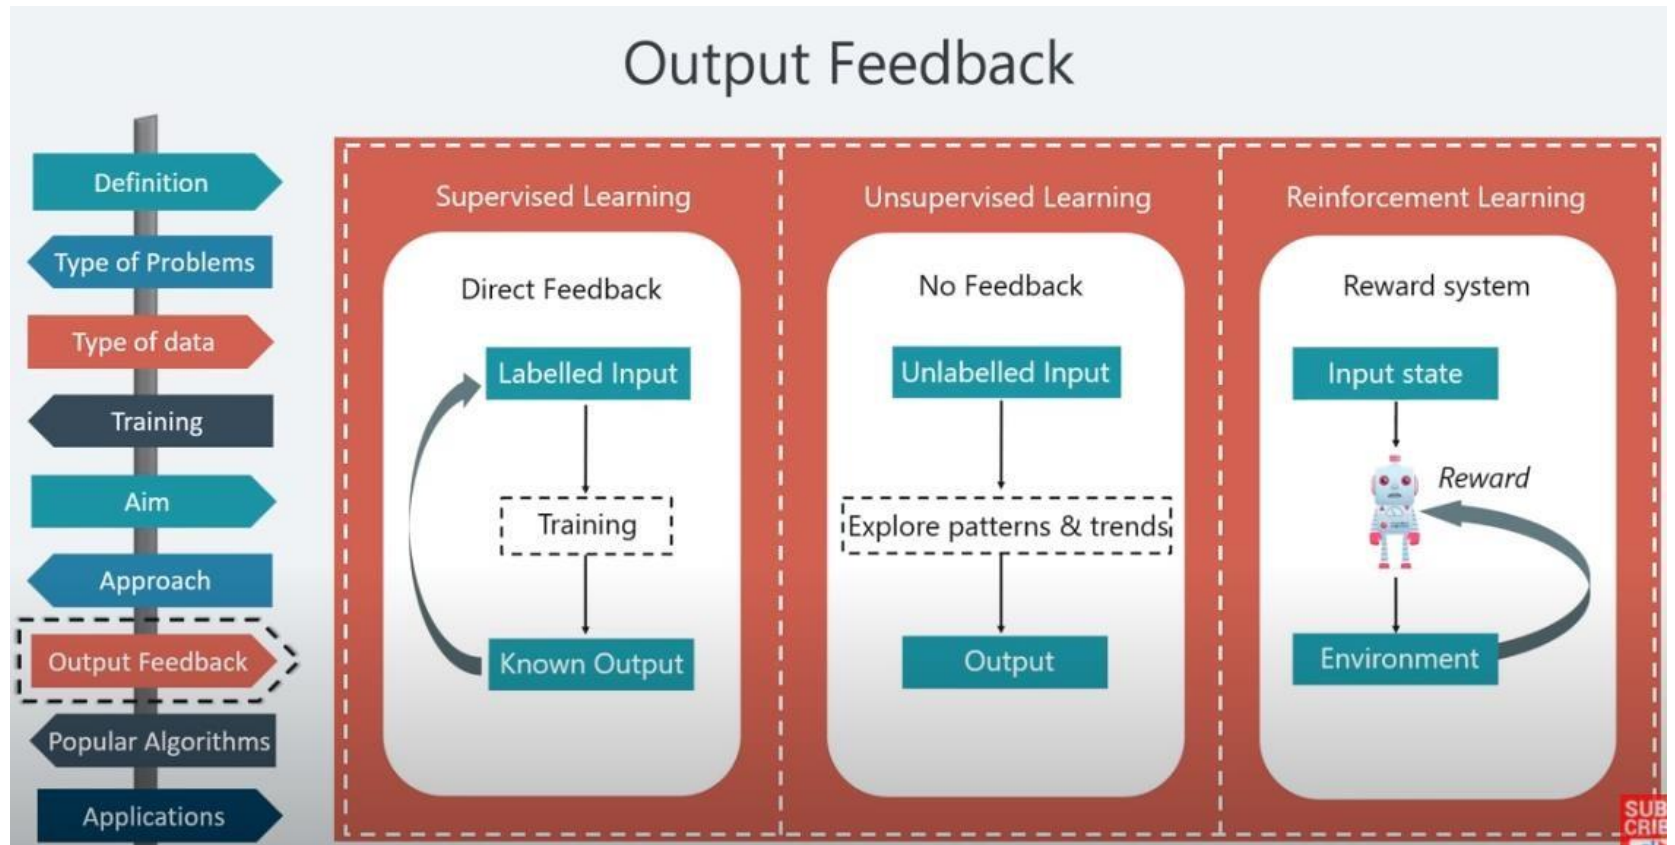 Output Feedback
Definition
Type of Problems
Type of data
Training
Aim
Approach
Output Feedback
Popular Algorithms
Applications
Supervised Learning
Direct Feedback
Labelled Input
Training
Known Output
Unsupervised Learning
No Feedback
Unlabelled Input
Explore patterns & trends
Output
Reinforcement Learning
Reward system
Input state
Reward
Environment
SUB
CRIB